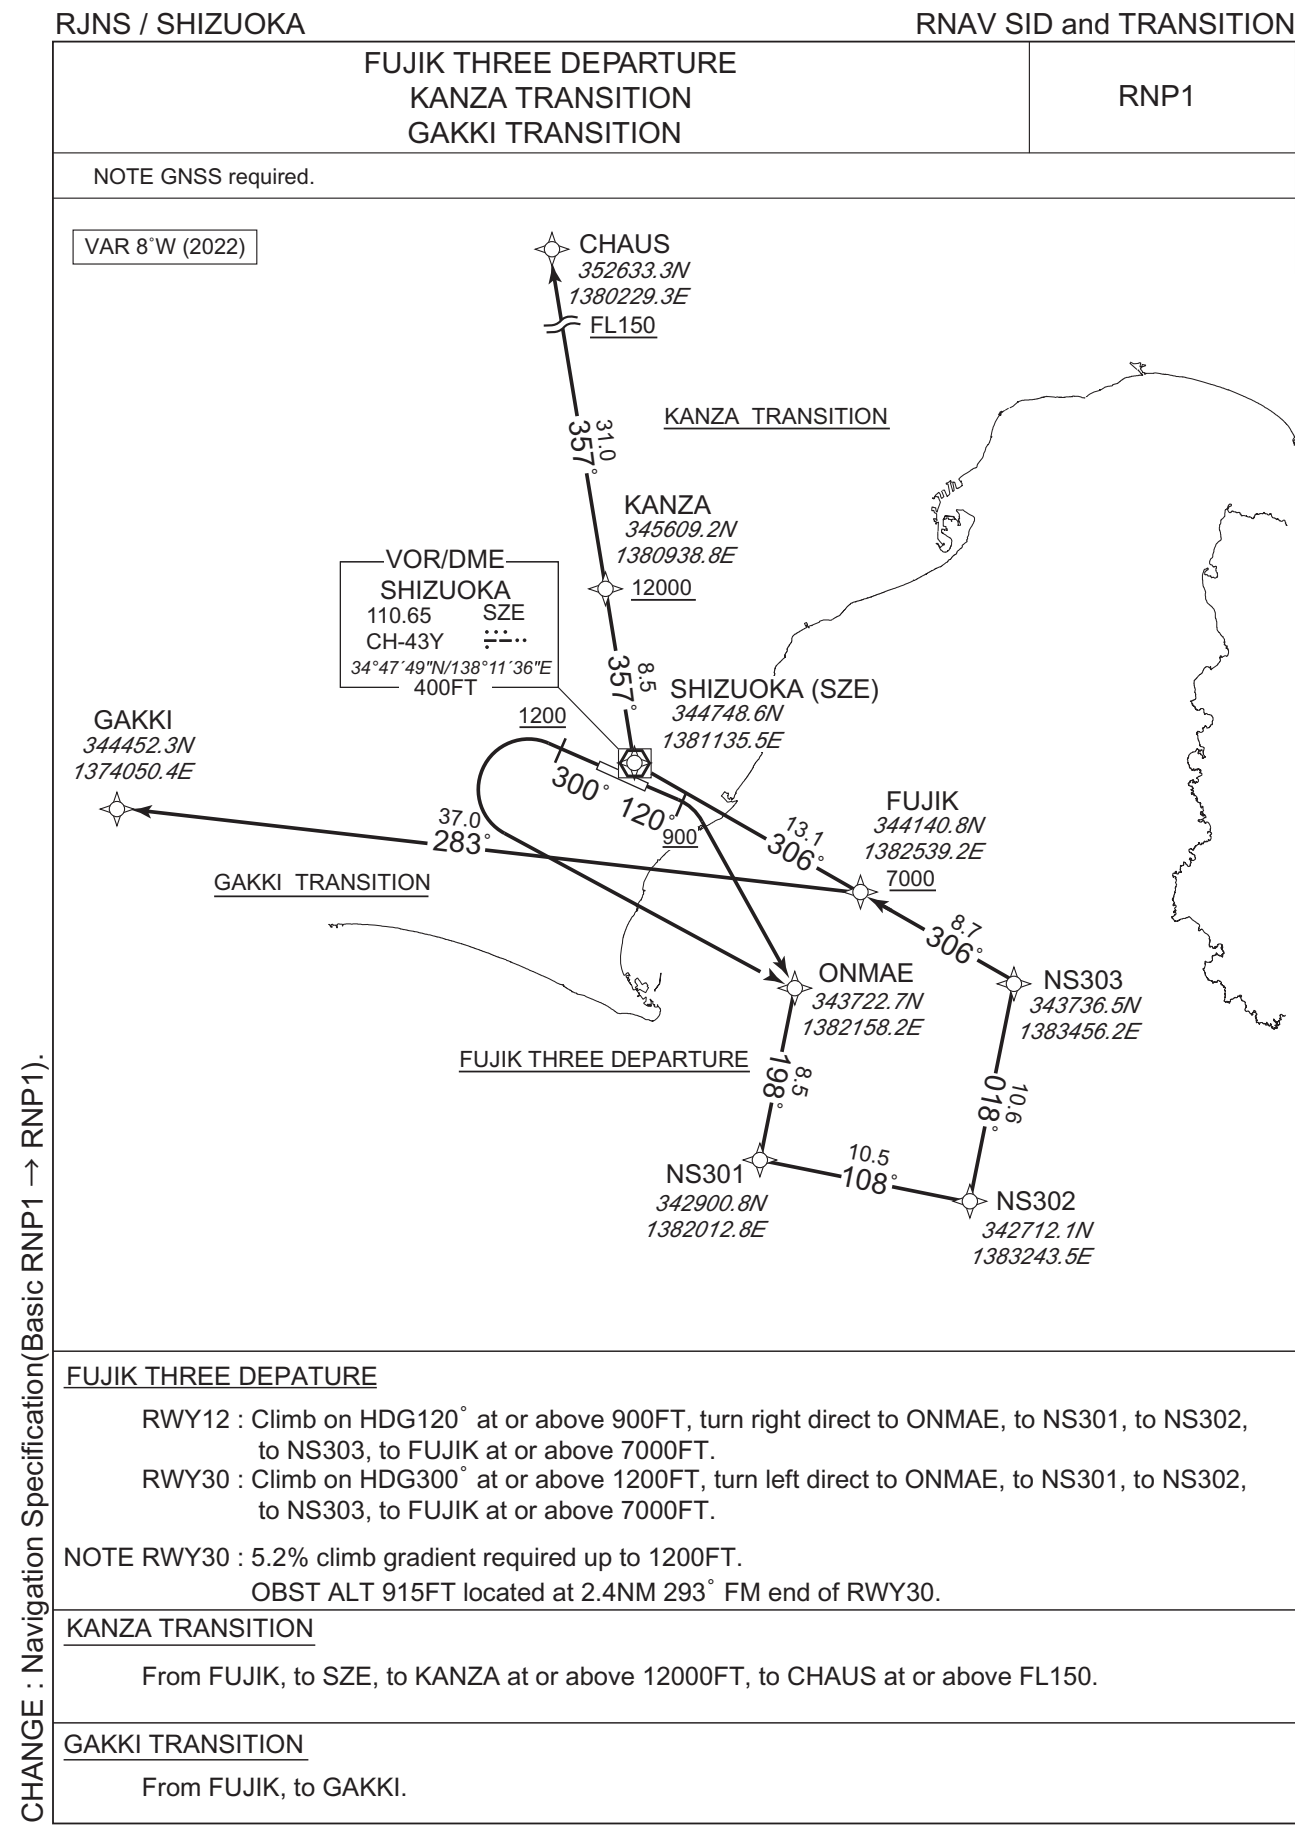 RJNS / SHIZUOKA
RNAV SID and TRANSITION
FUJIK THREE DEPARTURE
KANZA TRANSITION
GAKKI TRANSITION
RNP1
NOTE GNSS required.
VAR 8˚W (2022)
CHAUS
352633.3N
1380229.3E
FL150
31.0
357°
KANZA TRANSITION
KANZA
345609.2N
1380938.8E
12000
VOR/DME
SHIZUOKA
110.65 SZE
CH-43Y
34°47´49"N/138°11´36"E
400FT
8.5
357°
SHIZUOKA (SZE)
344748.6N
1381135.5E
GAKKI
344452.3N
1374050.4E
1200
300°
120°
900
37.0
283°
GAKKI TRANSITION
13.1
306°
FUJIK
344140.8N
1382539.2E
7000
8.7
306°
ONMAE
343722.7N
1382158.2E
NS303
343736.5N
1383456.2E
FUJIK THREE DEPARTURE
8.5
198°
10.6
018°
NS301
342900.8N
1382012.8E
10.5
108°
NS302
342712.1N
1383243.5E
FUJIK THREE DEPATURE
RWY12 : Climb on HDG120˚ at or above 900FT, turn right direct to ONMAE, to NS301, to NS302,
to NS303, to FUJIK at or above 7000FT.
RWY30 : Climb on HDG300˚ at or above 1200FT, turn left direct to ONMAE, to NS301, to NS302,
to NS303, to FUJIK at or above 7000FT.
NOTE RWY30 : 5.2% climb gradient required up to 1200FT.
OBST ALT 915FT located at 2.4NM 293˚ FM end of RWY30.
KANZA TRANSITION
From FUJIK, to SZE, to KANZA at or above 12000FT, to CHAUS at or above FL150.
GAKKI TRANSITION
From FUJIK, to GAKKI.
CHANGE : Navigation Specification(Basic RNP1 → RNP1).